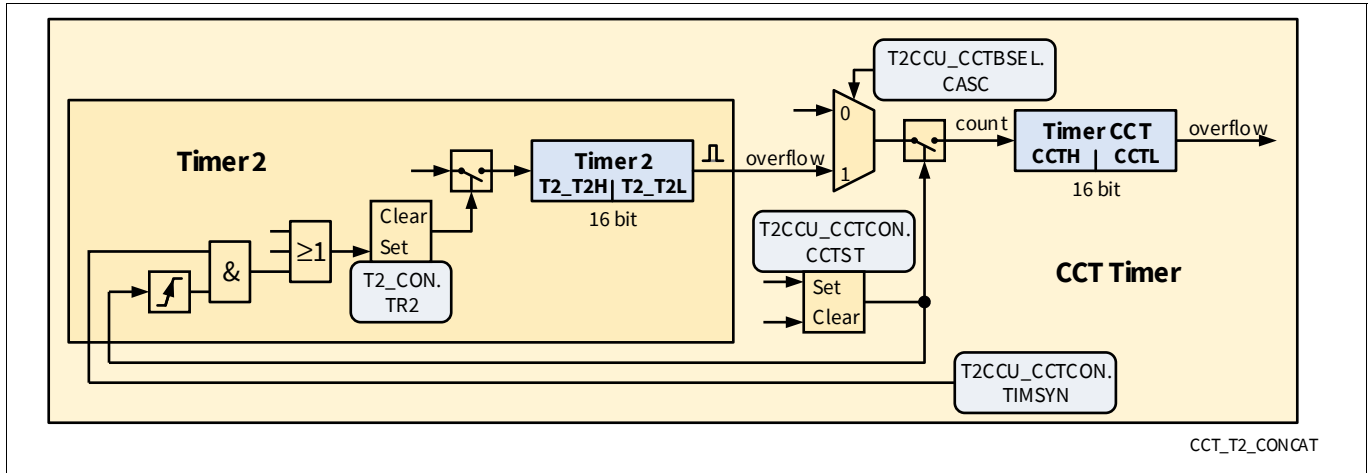 T2CCU_CCTBSEL.
CASC
0
1
count
Timer CCT
CCTH | CCTL
16 bit
overflow
Timer 2
Timer 2
T2_T2H | T2_T2L
16 bit
overflow
Clear
Set
T2_CON.
TR2
≥1
&
T2CCU_CCTCON.
CCTST
Set
Clear
CCT Timer
T2CCU_CCTCON.
TIMSYN
CCT_T2_CONCAT